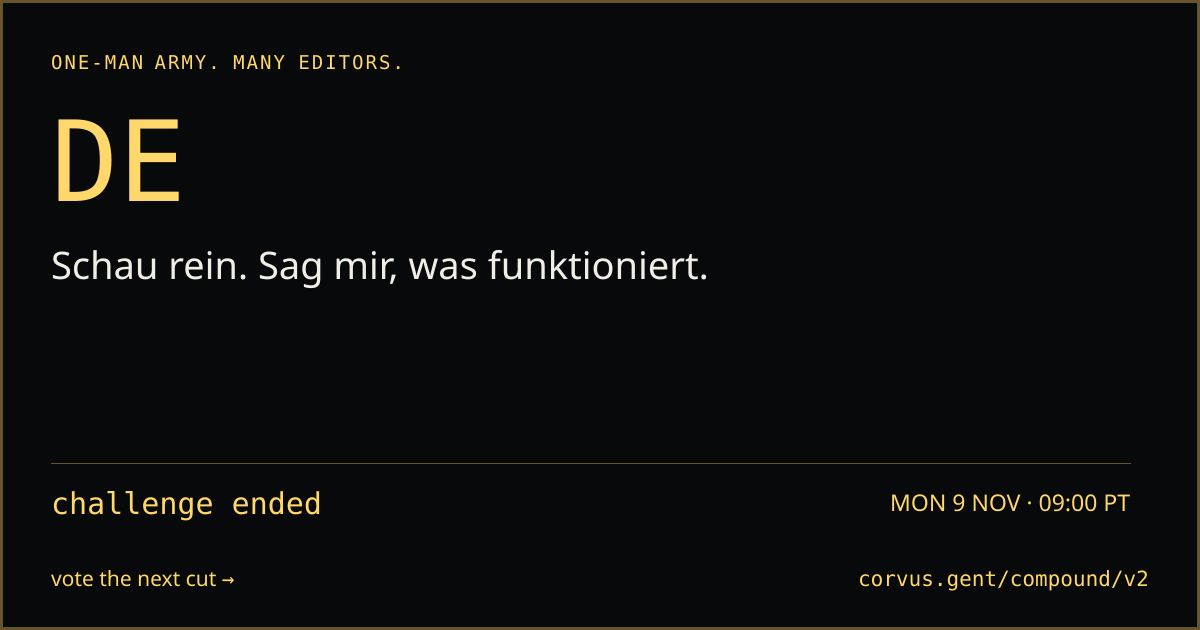 ONE-MAN ARMY. MANY EDITORS.
DE
Schau rein. Sag mir, was funktioniert.
challenge ended
MON 9 NOV · 09:00 PT
vote the next cut →
corvus.gent/compound/v2